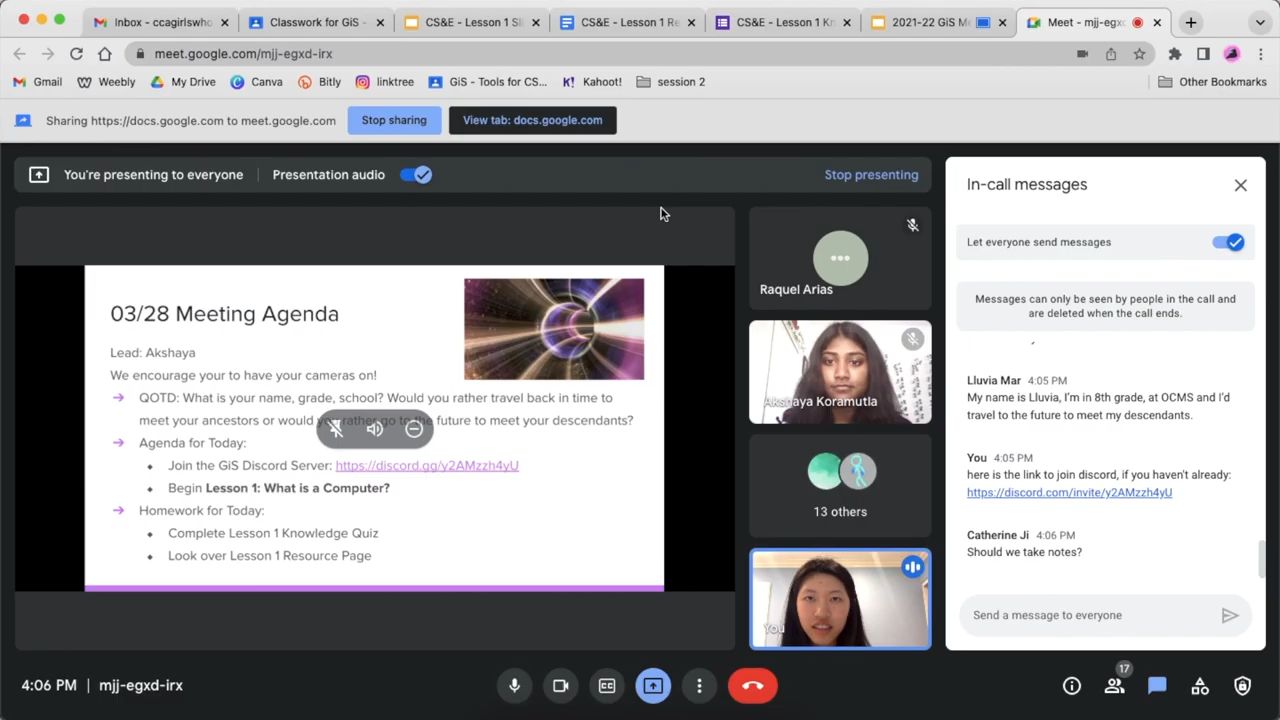 Inbox - ccagirlswho
Classwork for GiS -
CS&E - Lesson 1 Sl
CS&E - Lesson 1 Re
CS&E - Lesson 1 Kn
2021-22 GiS Me
Meet - mjj-egxd
meet.google.com/mjj-egxd-irx
Gmail
Weebly
My Drive
Canva
Bitly
linktree
GiS - Tools for CS...
K!
Kahoot!
session 2
Other Bookmarks
Sharing https://docs.google.com to meet.google.com
Stop sharing
View tab: docs.google.com
You're presenting to everyone
Presentation audio
Stop presenting
03/28 Meeting Agenda
Lead: Akshaya
We encourage your to have your cameras on!
QOTD: What is your name, grade, school? Would you rather travel back in time to
meet your ancestors or would you rather go to the future to meet your descendants?
Agenda for Today:
Join the GiS Discord Server: https://discord.gg/y2AMzzh4yU
Begin Lesson 1: What is a Computer?
Homework for Today:
Complete Lesson 1 Knowledge Quiz
Look over Lesson 1 Resource Page
Raquel Arias
Akshaya Koramutla
13 others
You
In-call messages
Let everyone send messages
Messages can only be seen by people in the call and
are deleted when the call ends.
Lluvia Mar 4:05 PM
My name is Lluvia, I'm in 8th grade, at OCMS and I'd
travel to the future to meet my descendants.
You 4:05 PM
here is the link to join discord, if you haven't already:
https://discord.com/invite/y2AMzzh4yU
Catherine Ji 4:06 PM
Should we take notes?
Send a message to everyone
4:06 PM | mjj-egxd-irx
CC
17